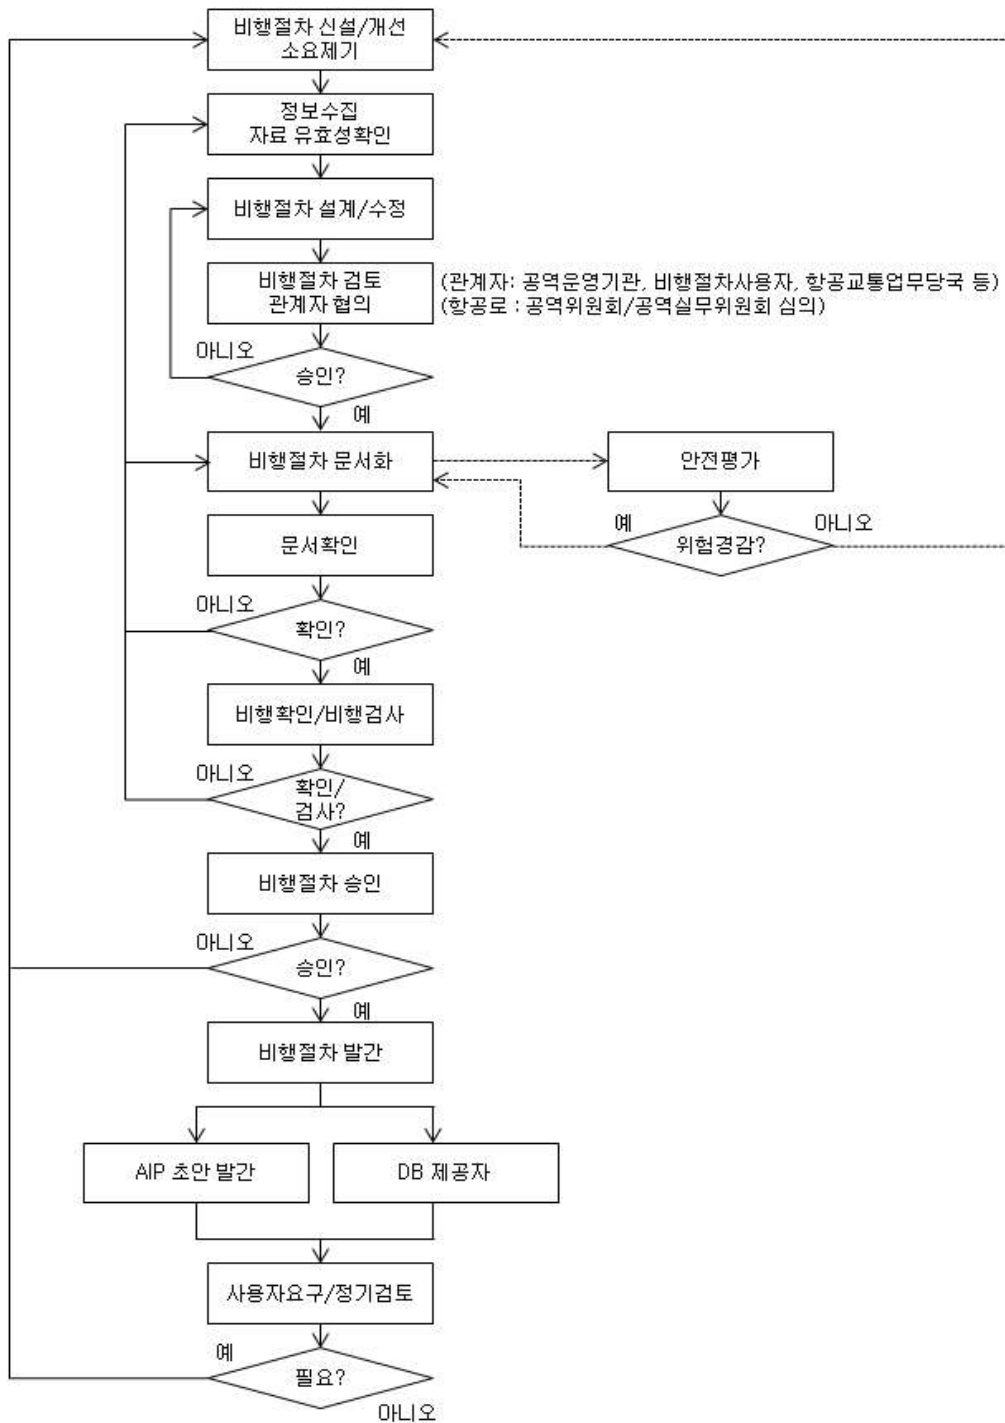 비행절차 신설/개선
소요제기
정보수집
자료 유효성확인
비행절차 설계/수정
비행절차 검토
관계자 협의
(관계자: 공역운영기관, 비행절차사용자, 항공교통업무당국 등)
(항공로 : 공역위원회/공역실무위원회 심의)
아니오
승인?
예
비행절차 문서화
안전평가
문서확인
예
위험경감?
아니오
아니오
확인?
예
비행확인/비행검사
아니오
확인/
검사?
예
비행절차 승인
아니오
승인?
예
비행절차 발간
AIP 초안 발간
DB 제공자
사용자요구/정기검토
예
필요?
아니오